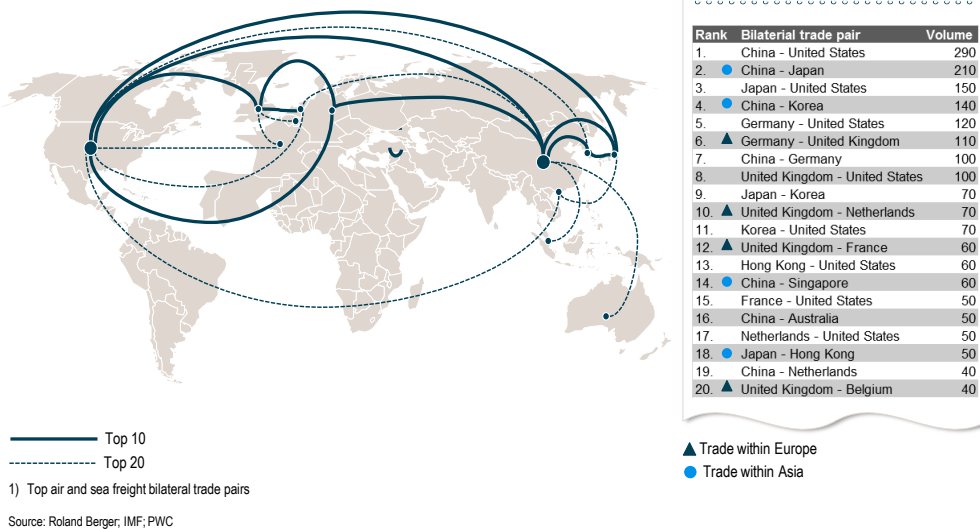 Rank Bilaterial trade pair Volume
1. China - United States 290
2. China - Japan 210
3. Japan - United States 150
4. China - Korea 140
5. Germany - United States 120
6. Germany - United Kingdom 110
7. China - Germany 100
8. United Kingdom - United States 100
9. Japan - Korea 70
10. United Kingdom - Netherlands 70
11. Korea - United States 70
12. United Kingdom - France 60
13. Hong Kong - United States 60
14. China - Singapore 60
15. France - United States 50
16. China - Australia 50
17. Netherlands - United States 50
18. Japan - Hong Kong 50
19. China - Netherlands 40
20. United Kingdom - Belgium 40
Trade within Europe
Trade within Asia
Top 10
Top 20
1) Top air and sea freight bilateral trade pairs
Source: Roland Berger; IMF; PWC